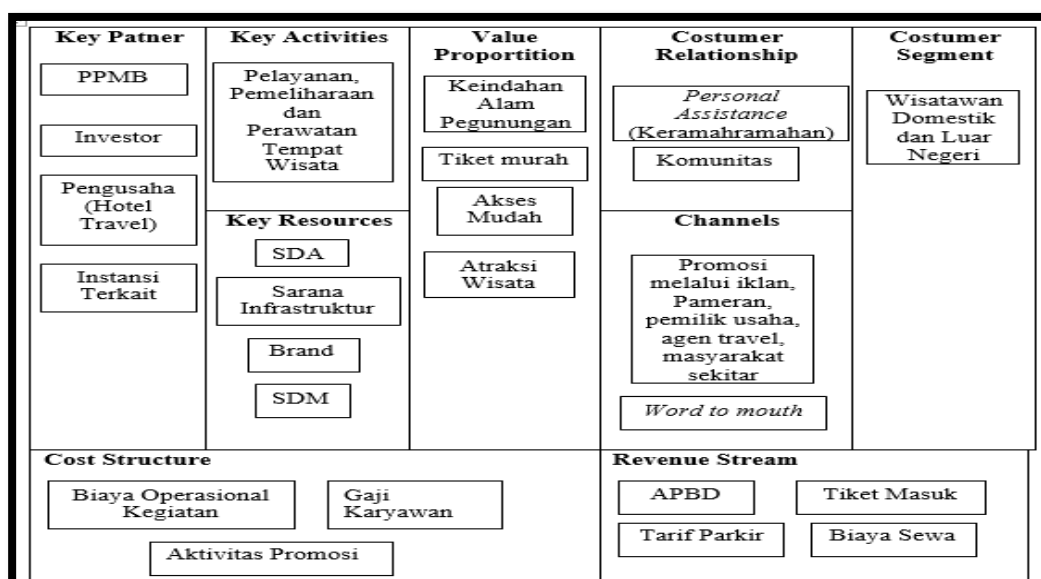 Key Patner
PPMB
Investor
Pengusaha
(Hotel
Travel)
Instansi
Terkait
Key Activities
Pelayanan,
Pemeliharaan
dan
Perawatan
Tempat
Wisata
Key Resources
SDA
Sarana
Infrastruktur
Brand
SDM
Value
Proportition
Keindahan
Alam
Pegunungan
Tiket murah
Akses
Mudah
Atraksi
Wisata
Costumer
Relationship
Personal
Assistance
(Keramahramahan)
Komunitas
Channels
Promosi
melalui iklan,
Pameran,
pemilik usaha,
agen travel,
masyarakat
sekitar
Word to mouth
Costumer
Segment
Wisatawan
Domestik
dan Luar
Negeri
Cost Structure
Biaya Operasional
Kegiatan
Gaji
Karyawan
Aktivitas Promosi
Revenue Stream
APBD
Tiket Masuk
Tarif Parkir
Biaya Sewa